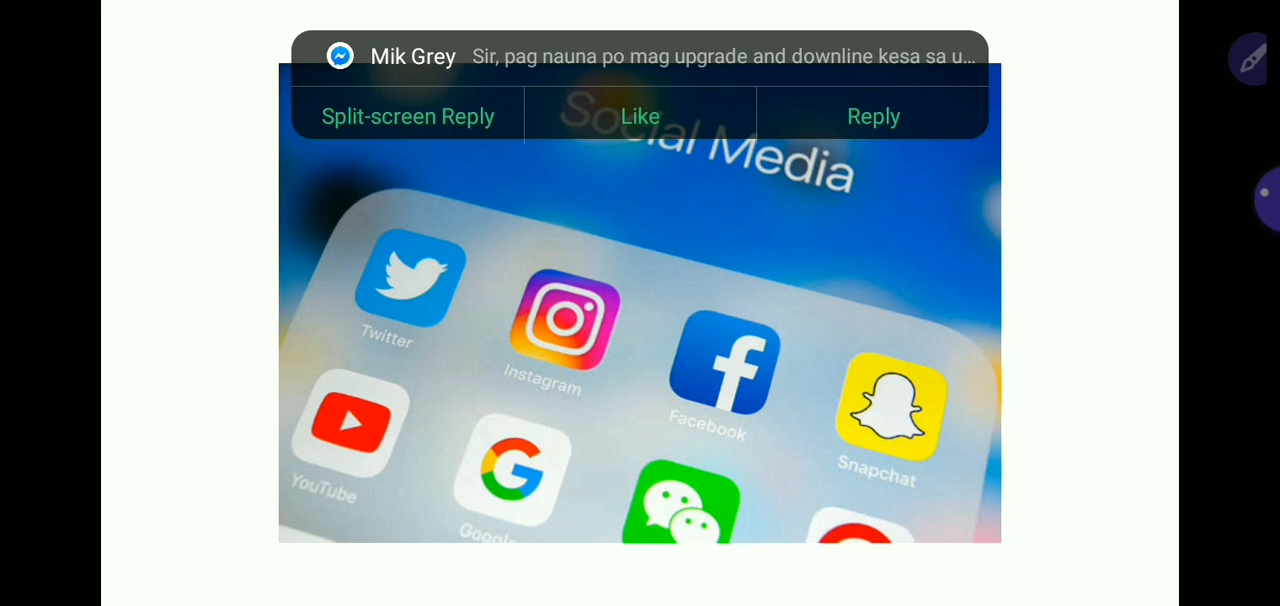 Mik Grey Sir, pag nauna po mag upgrade and downline kesa sa u...
Split-screen Reply Like Reply
Social Media
Twitter
Instagram
Facebook
Snapchat
YouTube
Google